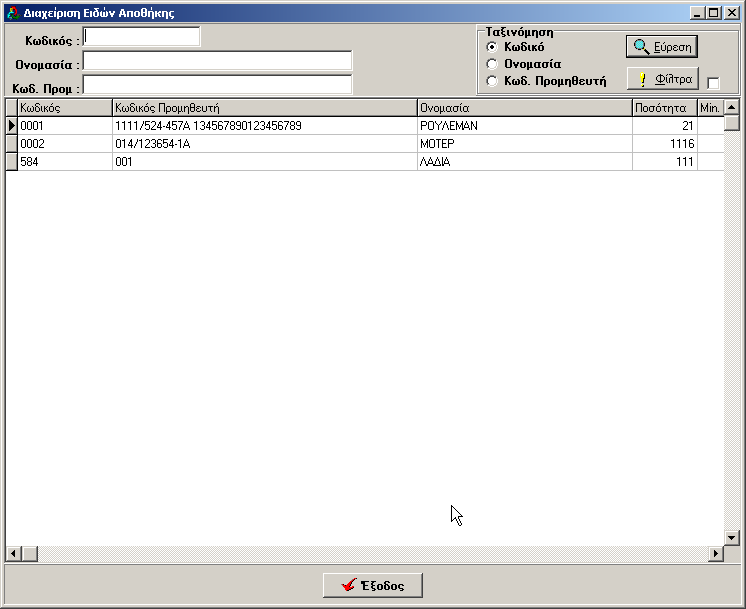 Διαχείριση Ειδών Αποθήκης
Κωδικός :
Ονομασία :
Κωδ. Προμ :
Ταξινόμηση
Κωδικό
Ονομασία
Κωδ. Προμηθευτή
Εύρεση
Φίλτρα
Κωδικός Κωδικός Προμηθευτή Ονομασία Ποσότητα Min.
0001 1111/524-457A 134567890123456789 ΡΟΥΛΕΜΑΝ 21
0002 014/123654-1A ΜΟΤΕΡ 1116
584 001 ΛΑΔΙΑ 111
Έξοδος